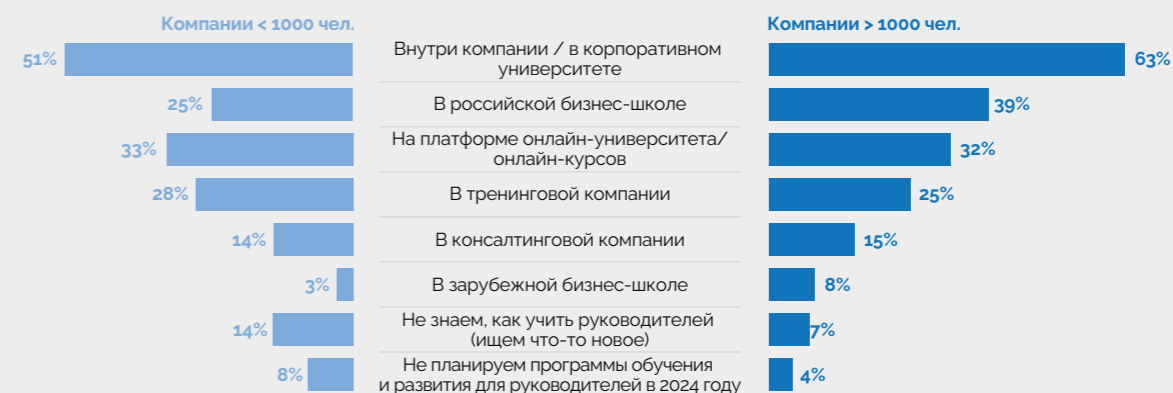 Компании < 1000 чел.
Компании > 1000 чел.
51%
Внутри компании / в корпоративном
университете
63%
25%
В российской бизнес-школе
39%
33%
На платформе онлайн-университета/
онлайн-курсов
32%
28%
В тренинговой компании
25%
14%
В консалтинговой компании
15%
3%
В зарубежной бизнес-школе
8%
14%
Не знаем, как учить руководителей
(ищем что-то новое)
7%
8%
Не планируем программы обучения
и развития для руководителей в 2024 году
4%